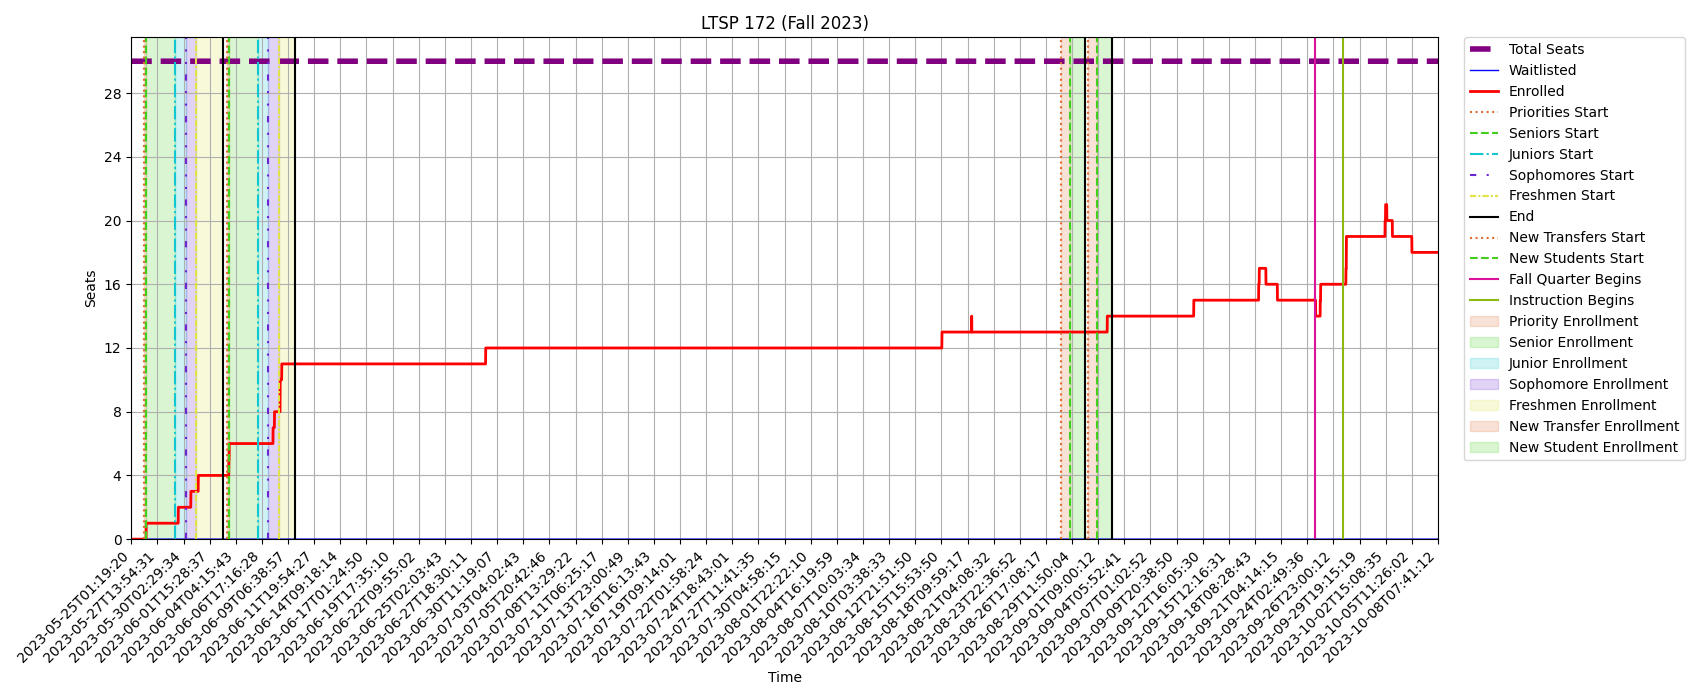 LTSP 172 (Fall 2023)
Seats
28
24
20
16
12
8
4
0
2023-05-25T01:19:20
2023-05-27T13:54:31
2023-05-30T02:29:34
2023-06-01T15:28:37
2023-06-04T04:15:43
2023-06-06T17:16:28
2023-06-09T06:38:57
2023-06-11T19:54:27
2023-06-14T09:18:14
2023-06-17T01:24:50
2023-06-19T17:35:10
2023-06-22T09:55:02
2023-06-25T02:03:43
2023-06-27T18:30:11
2023-06-30T11:19:07
2023-07-03T04:02:43
2023-07-05T20:42:46
2023-07-08T13:29:22
2023-07-11T06:25:17
2023-07-13T23:00:49
2023-07-16T16:13:43
2023-07-19T09:14:01
2023-07-22T01:58:24
2023-07-24T18:43:01
2023-07-27T11:41:35
2023-07-30T04:58:15
2023-08-01T22:22:10
2023-08-04T16:19:59
2023-08-07T10:03:34
2023-08-10T03:38:33
2023-08-12T21:51:50
2023-08-15T15:53:50
2023-08-18T09:59:17
2023-08-21T04:08:32
2023-08-23T22:36:52
2023-08-26T17:08:17
2023-08-29T11:50:04
2023-09-01T09:00:12
2023-09-04T05:52:41
2023-09-07T01:02:52
2023-09-09T20:38:50
2023-09-12T16:05:30
2023-09-15T12:16:31
2023-09-18T08:28:43
2023-09-21T04:14:15
2023-09-24T02:49:36
2023-09-26T23:00:12
2023-09-29T19:15:19
2023-10-02T15:08:35
2023-10-05T11:26:02
2023-10-08T07:41:12
Time
Total Seats
Waitlisted
Enrolled
Priorities Start
Seniors Start
Juniors Start
Sophomores Start
Freshmen Start
End
New Transfers Start
New Students Start
Fall Quarter Begins
Instruction Begins
Priority Enrollment
Senior Enrollment
Junior Enrollment
Sophomore Enrollment
Freshmen Enrollment
New Transfer Enrollment
New Student Enrollment